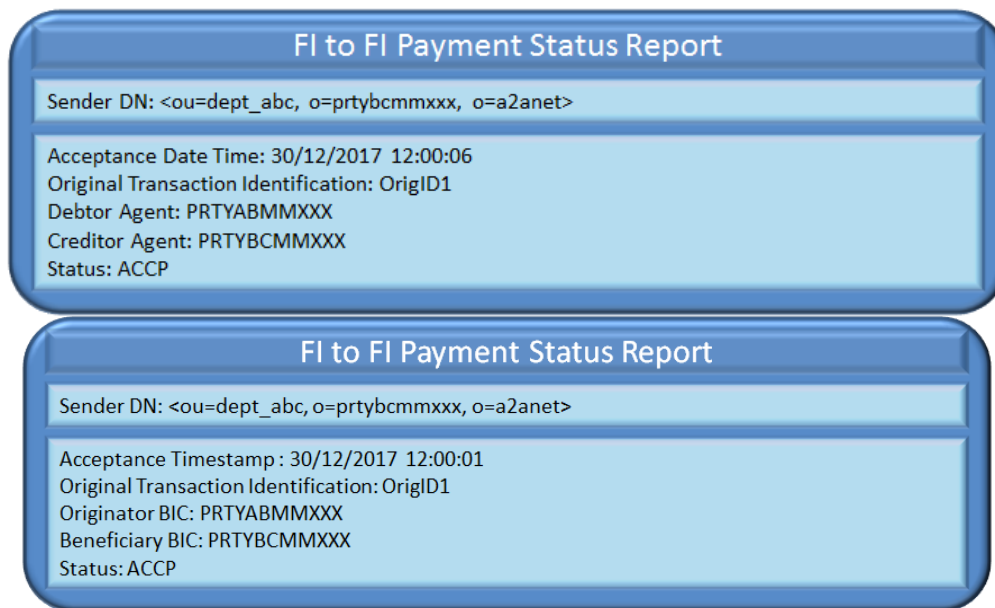 FI to FI Payment Status Report
Sender DN: <ou=dept_abc, o=prtybcmmxxx, o=a2anet>
Acceptance Date Time: 30/12/2017 12:00:06
Original Transaction Identification: OrigID1
Debtor Agent: PRTYABMMXXX
Creditor Agent: PRTYBCMMXXX
Status: ACCP
FI to FI Payment Status Report
Sender DN: <ou=dept_abc, o=prtybcmmxxx, o=a2anet>
Acceptance Timestamp : 30/12/2017 12:00:01
Original Transaction Identification: OrigID1
Originator BIC: PRTYABMMXXX
Beneficiary BIC: PRTYBCMMXXX
Status: ACCP